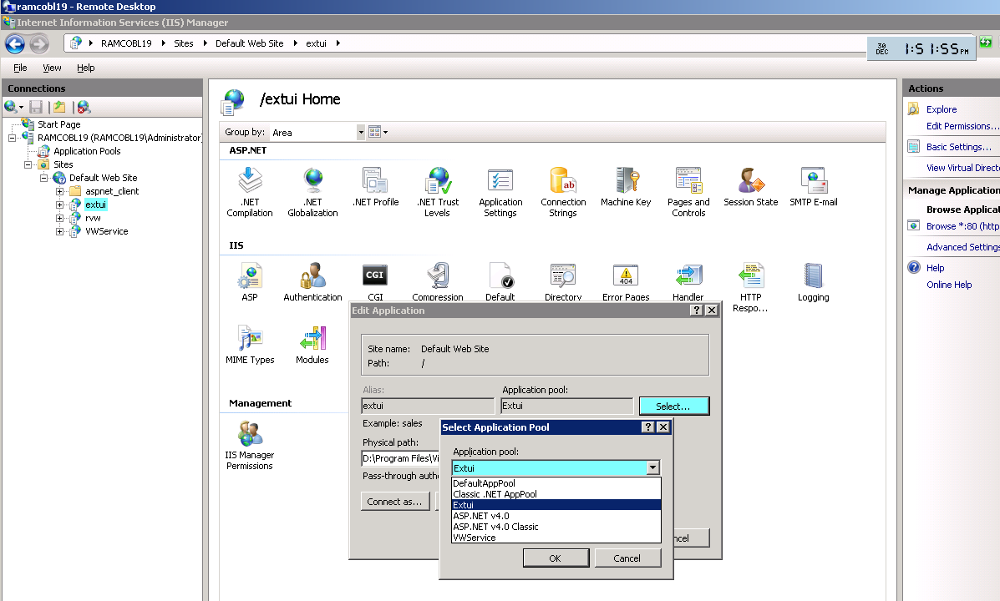 ramcobl19 - Remote Desktop
Internet Information Services (IIS) Manager
RAMCOBL19 Sites Default Web Site extui
30 DEC 1:51:55 PM
File View Help
Connections
Start Page
RAMCOBL19 (RAMCOBL19\Administrator)
Application Pools
Sites
Default Web Site
aspnet_client
extui
rvw
VWService
/extui Home
Group by: Area
ASP.NET
.NET Compilation
.NET Globalization
.NET Profile
.NET Trust Levels
Application Settings
Connection Strings
Machine Key
Pages and Controls
Session State
SMTP E-mail
IIS
ASP
Authentication
CGI
CGI
Compression
Default
Directory
404
Error Pages
Handler
HTTP Respo...
Logging
MIME Types
Modules
Management
IIS Manager Permissions
Edit Application
Site name: Default Web Site
Path: /
Alias:
extui
Application pool:
Extui
Select...
Example: sales
Physical path:
D:\Program Files\Vi
Pass-through auth
Connect as...
ncel
Select Application Pool
Application pool:
Extui
DefaultAppPool
Classic .NET AppPool
Extui
ASP.NET v4.0
ASP.NET v4.0 Classic
VWService
OK
Cancel
Actions
Explore
Edit Permissions...
Basic Settings...
View Virtual Direct
Manage Application
Browse Applicat
Browse *:80 (http
Advanced Settings
Help
Online Help